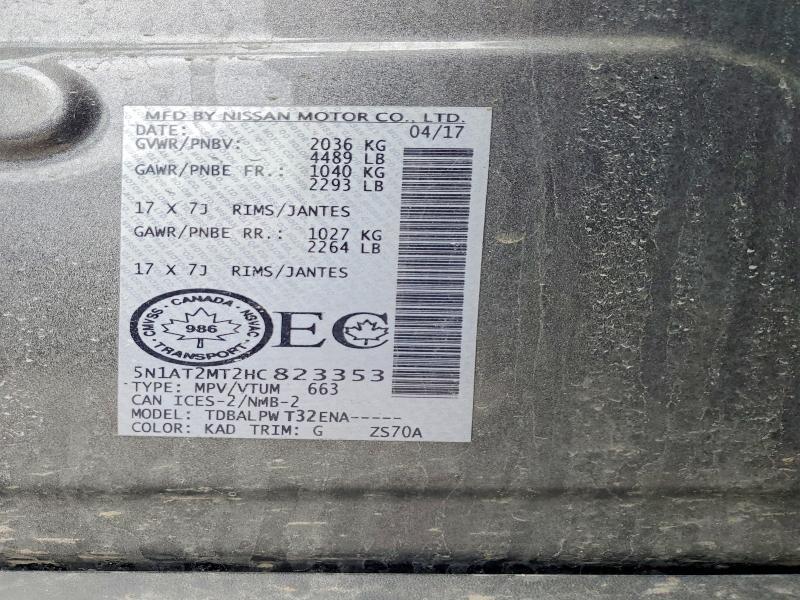 MFD BY NISSAN MOTOR CO., LTD.
DATE: 04/17
GVWR/PNBV: 2036 KG
4489 LB
GAWR/PNBE FR.: 1040 KG
2293 LB
17 X 7J RIMS/JANTES
GAWR/PNBE RR.: 1027 KG
2264 LB
17 X 7J RIMS/JANTES
CMVSS · CANADA · NSVAC
986
TRANSPORT
EC
5N1AT2MT2HC823353
TYPE: MPV/VTUM 663
CAN ICES-2/NMB-2
MODEL: TDBALPW T32ENA-----
COLOR: KAD TRIM: G ZS70A